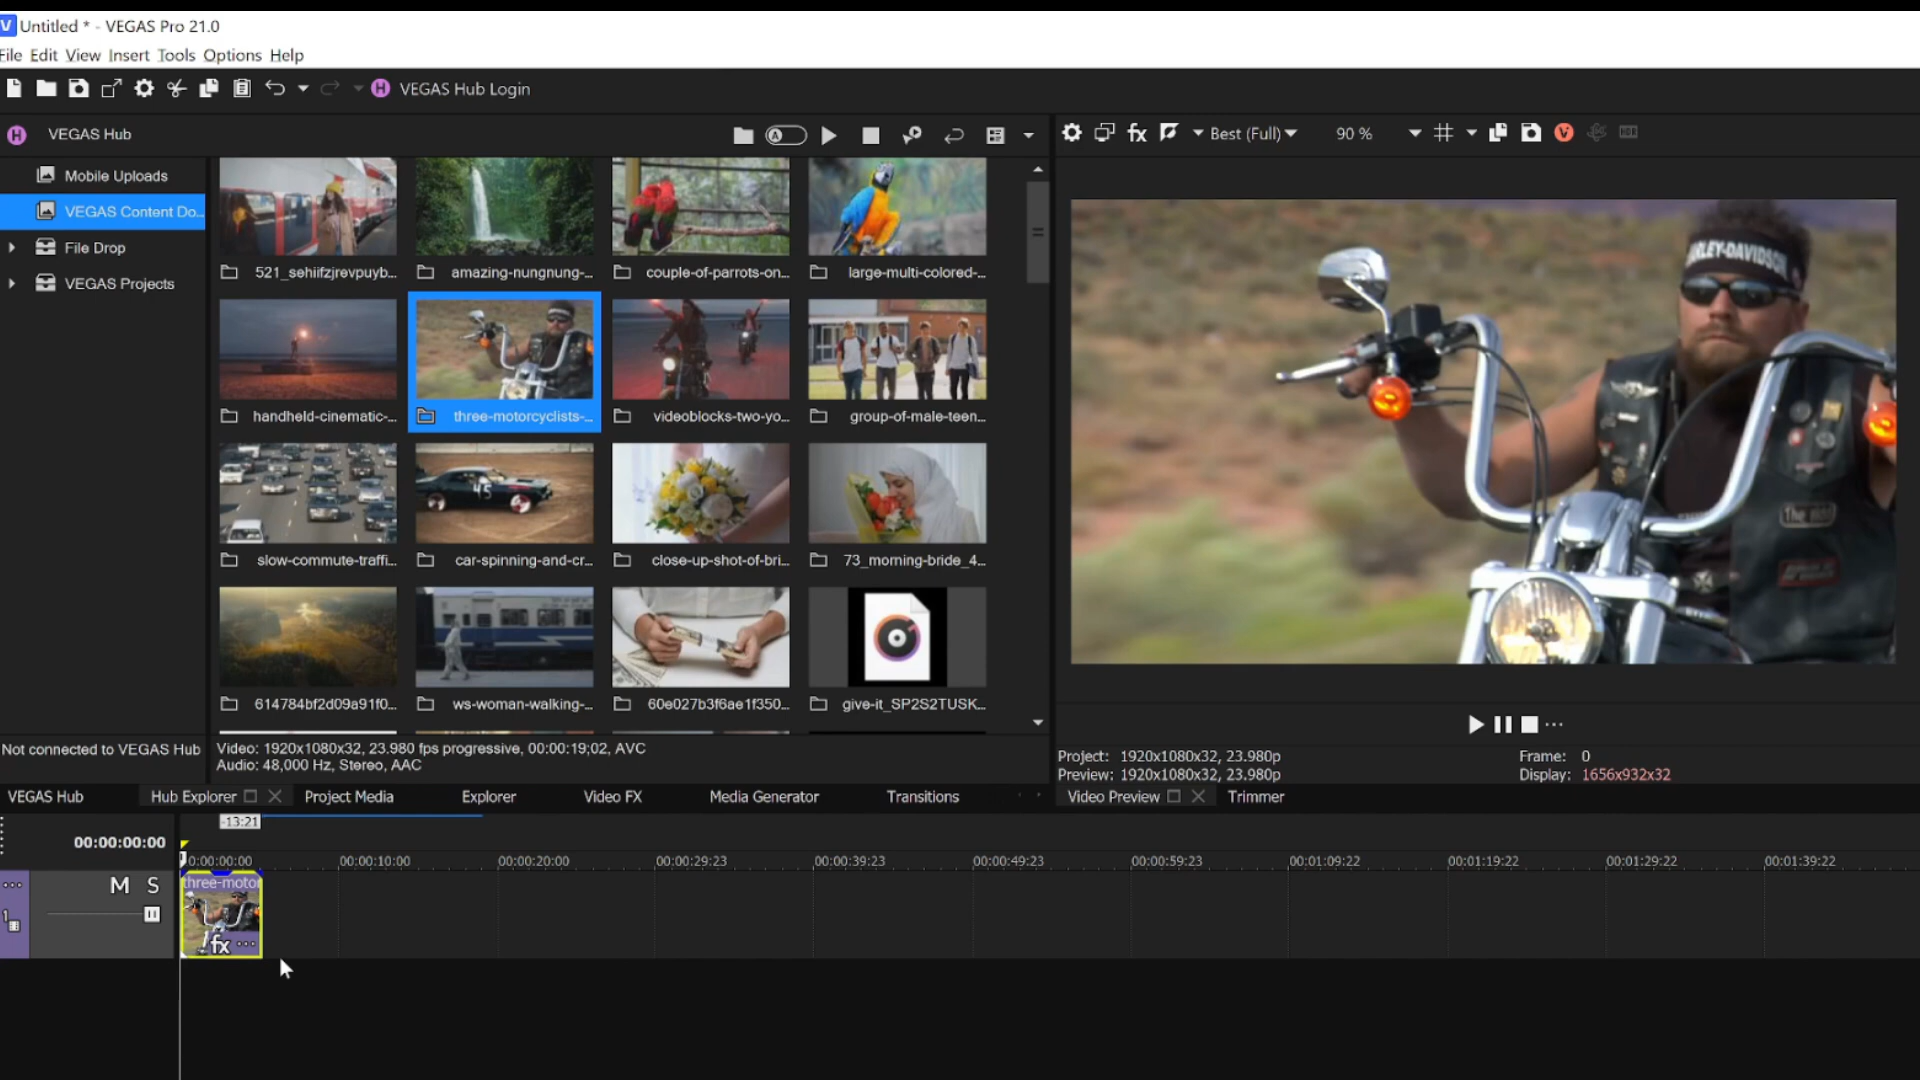 Untitled * - VEGAS Pro 21.0
File Edit View Insert Tools Options Help
VEGAS Hub Login
VEGAS Hub
Best (Full)
90 %
Mobile Uploads
VEGAS Content Do...
File Drop
VEGAS Projects
521_sehiifzjrevpuyb...
amazing-nungnung-...
couple-of-parrots-on...
large-multi-colored-...
handheld-cinematic-...
three-motorcyclists-...
videoblocks-two-yo...
group-of-male-teen...
slow-commute-traffi...
car-spinning-and-cr...
close-up-shot-of-bri...
73_morning-bride_4...
614784bf2d09a91f0...
ws-woman-walking-...
60e027b3f6ae1f350...
give-it_SP2S2TUSK...
HARLEY-DAVIDSON
Not connected to VEGAS Hub
Video: 1920x1080x32, 23.980 fps progressive, 00:00:19;02, AVC
Audio: 48,000 Hz, Stereo, AAC
Project: 1920x1080x32, 23.980p
Preview: 1920x1080x32, 23.980p
Frame: 0
Display: 1656x932x32
VEGAS Hub
Hub Explorer
Project Media
Explorer
Video FX
Media Generator
Transitions
Video Preview
Trimmer
-13:21
00:00:00:00
0:00:00:00
00:00:10:00
00:00:20:00
00:00:29:23
00:00:39:23
00:00:49:23
00:00:59:23
00:01:09:22
00:01:19:22
00:01:29:22
00:01:39:22
M S
1
three-motor
fx